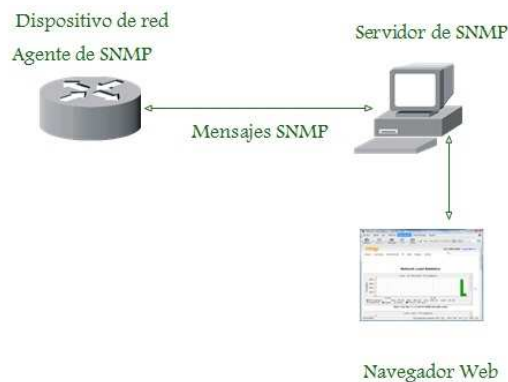 Dispositivo de red
Agente de SNMP
Servidor de SNMP
Mensajes SNMP
Navegador Web